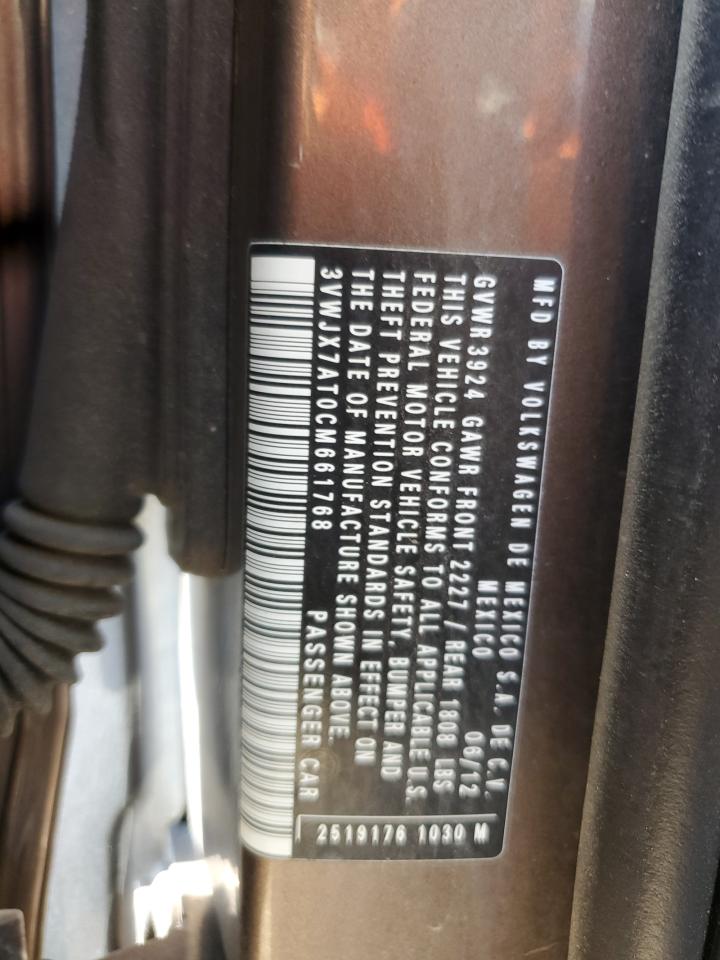 MFD BY VOLKSWAGEN DE MEXICO S.A. DE C.V.
MEXICO 06/12
GVWR 3924 GAWR FRONT 2227 / REAR 1808 LBS
THIS VEHICLE CONFORMS TO ALL APPLICABLE U.S.
FEDERAL MOTOR VEHICLE SAFETY BUMPER AND
THEFT PREVENTION STANDARDS IN EFFECT ON
THE DATE OF MANUFACTURE SHOWN ABOVE.
3VWJX7AT0CM661768 PASSENGER CAR
2519176 1030 M